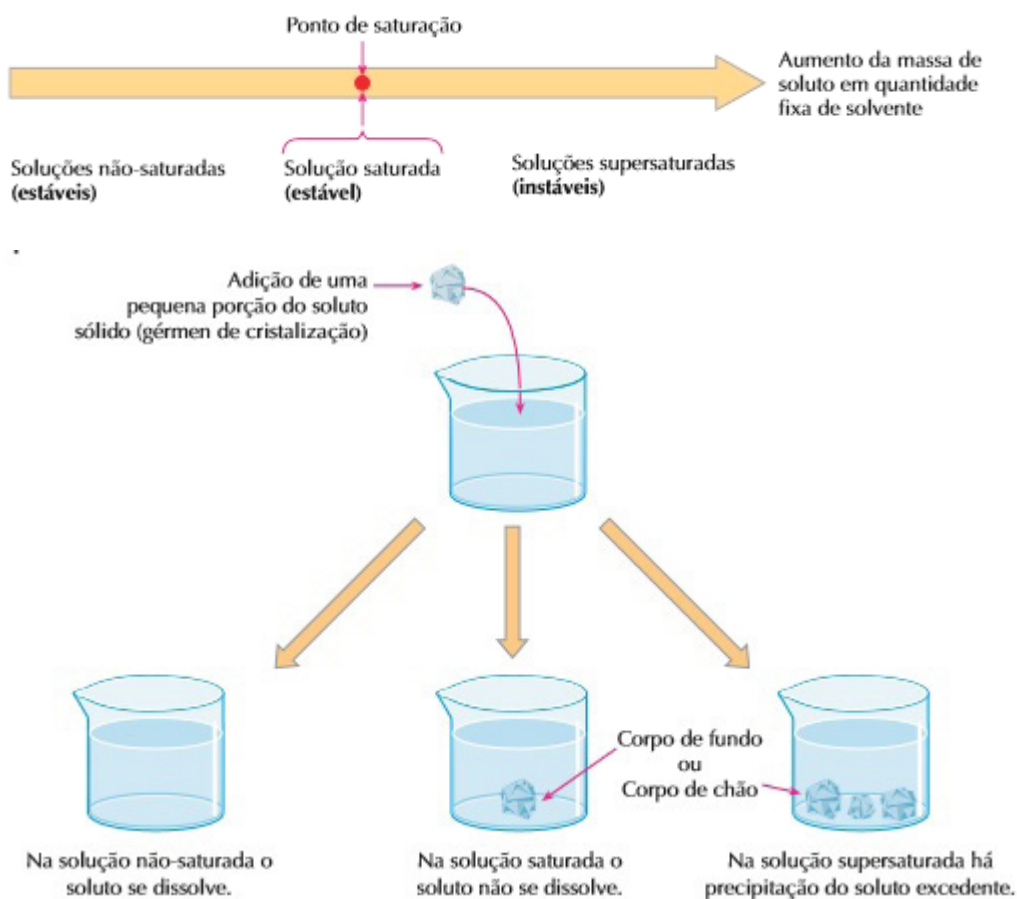 Ponto de saturação
Aumento da massa de
soluto em quantidade
fixa de solvente
Soluções não-saturadas
(estáveis)
Solução saturada
(estável)
Soluções supersaturadas
(instáveis)
Adição de uma
pequena porção do soluto
sólido (gérmen de cristalização)
Corpo de fundo
ou
Corpo de chão
Na solução não-saturada o
soluto se dissolve.
Na solução saturada o
soluto não se dissolve.
Na solução supersaturada há
precipitação do soluto excedente.